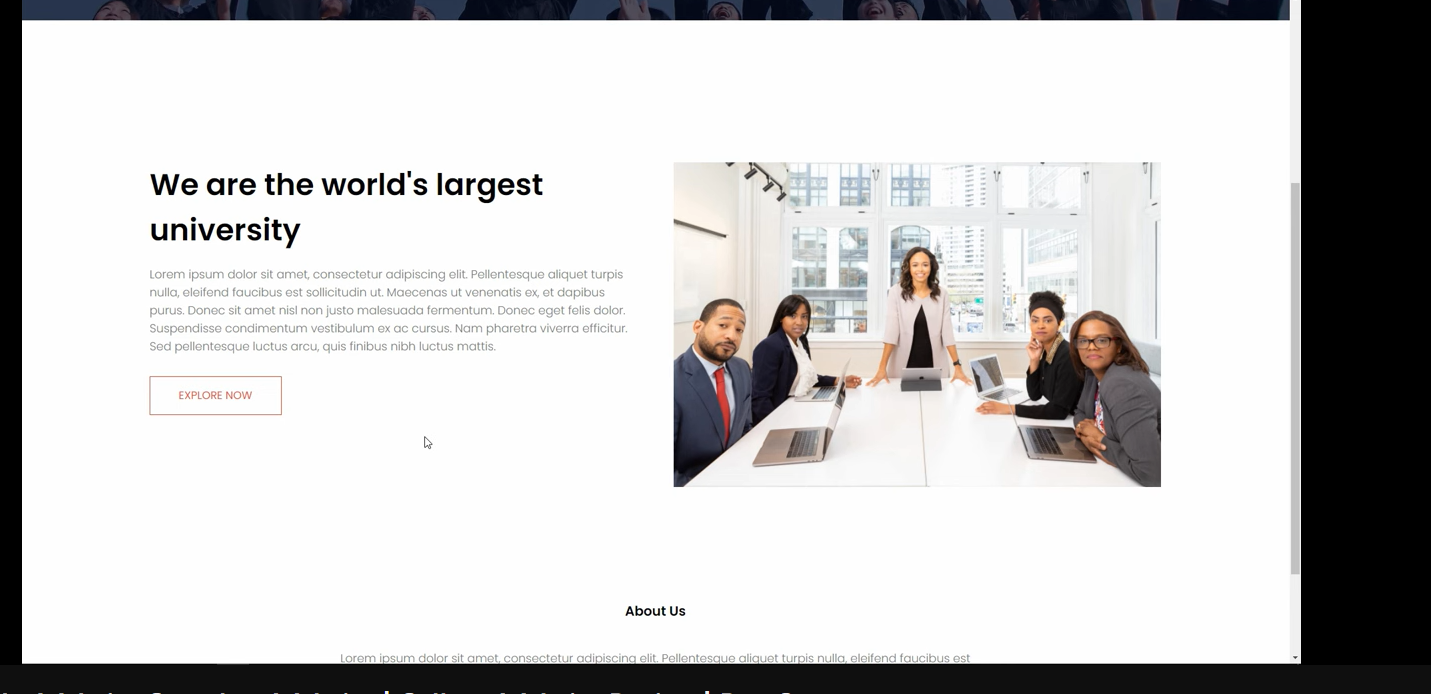 We are the world's largest
university
Lorem ipsum dolor sit amet, consectetur adipiscing elit. Pellentesque aliquet turpis
nulla, eleifend faucibus est sollicitudin ut. Maecenas ut venenatis ex, et dapibus
purus. Donec sit amet nisl non justo malesuada fermentum. Donec eget felis dolor.
Suspendisse condimentum vestibulum ex ac cursus. Nam pharetra viverra efficitur.
Sed pellentesque luctus arcu, quis finibus nibh luctus mattis.
EXPLORE NOW
About Us
Lorem ipsum dolor sit amet, consectetur adipiscing elit. Pellentesque aliquet turpis nulla, eleifend faucibus est